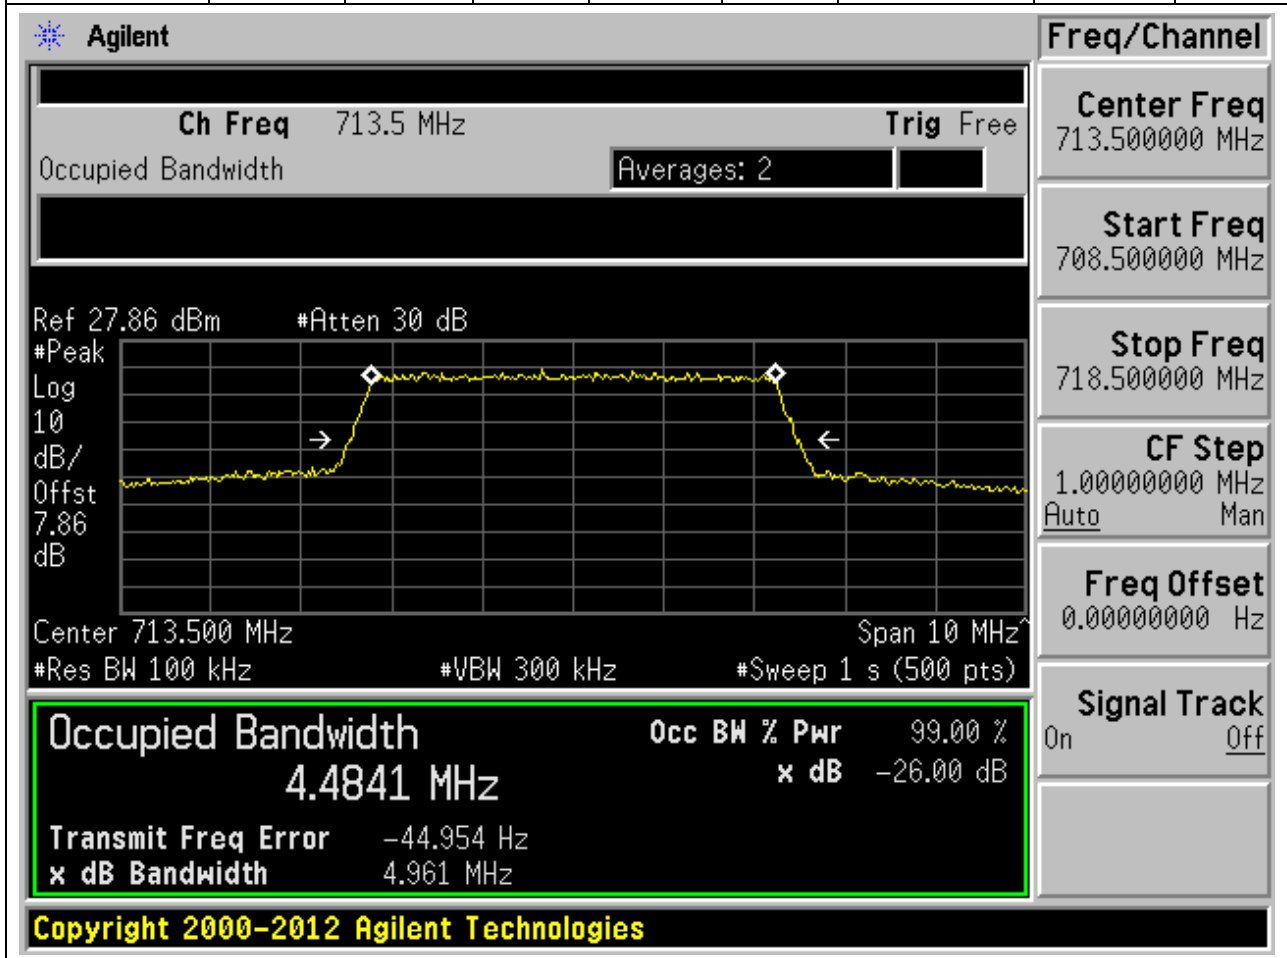 Agilent
Freq/Channel
Ch Freq 713.5 MHz Trig Free
Occupied Bandwidth Averages: 2
Center Freq
713.500000 MHz
Start Freq
708.500000 MHz
Stop Freq
718.500000 MHz
CF Step
1.00000000 MHz
Auto Man
Freq Offset
0.00000000 Hz
Signal Track
On Off
Ref 27.86 dBm #Atten 30 dB
#Peak
Log
10
dB/
Offst
7.86
dB
Center 713.500 MHz Span 10 MHz^
#Res BW 100 kHz #VBW 300 kHz #Sweep 1 s (500 pts)
Occupied Bandwidth Occ BW % Pwr 99.00 %
4.4841 MHz x dB -26.00 dB
Transmit Freq Error -44.954 Hz
x dB Bandwidth 4.961 MHz
Copyright 2000-2012 Agilent Technologies